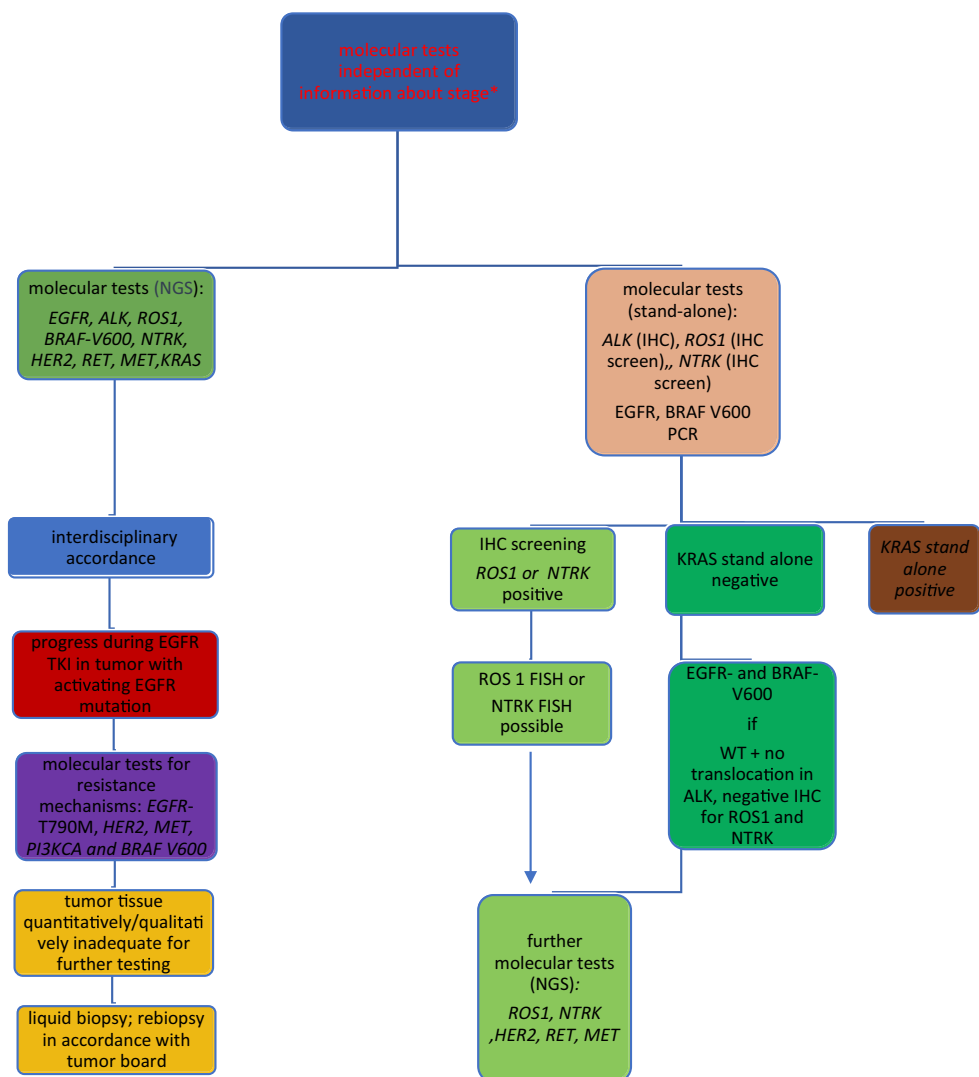 molecular tests
independent of
information about stage*
molecular tests (NGS):
EGFR, ALK, ROS1,
BRAF-V600, NTRK,
HER2, RET, MET,KRAS
interdisciplinary
accordance
progress during EGFR
TKI in tumor with
activating EGFR
mutation
molecular tests for
resistance
mechanisms: EGFR-
T790M, HER2, MET,
PI3KCA and BRAF V600
tumor tissue
quantitatively/qualitati
vely inadequate for
further testing
liquid biopsy; rebiopsy
in accordance with
tumor board
molecular tests
(stand-alone):
ALK (IHC), ROS1 (IHC
screen),, NTRK (IHC
screen)
EGFR, BRAF V600
PCR
IHC screening
ROS1 or NTRK
positive
ROS 1 FISH or
NTRK FISH
possible
KRAS stand alone
negative
EGFR- and BRAF-
V600
if
WT + no
translocation in
ALK, negative IHC
for ROS1 and
NTRK
KRAS stand
alone
positive
further
molecular tests
(NGS):
ROS1, NTRK
,HER2, RET, MET